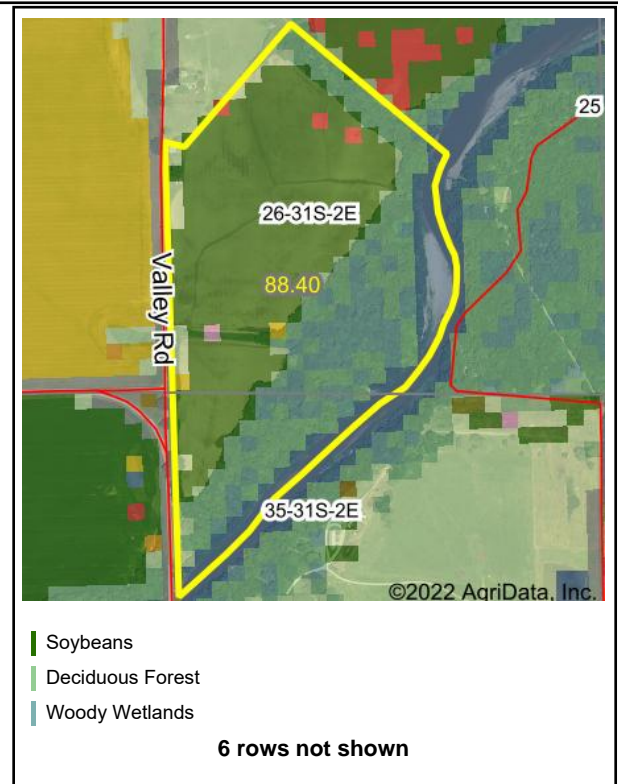 25
26-31S-2E
88.40
Valley Rd
35-31S-2E
©2022 AgriData, Inc.
Soybeans
Deciduous Forest
Woody Wetlands
6 rows not shown